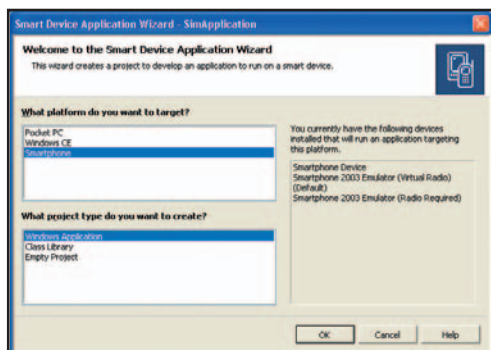 Smart Device Application Wizard - SimApplication
Welcome to the Smart Device Application Wizard
This wizard creates a project to develop an application to run on a smart device.
What platform do you want to target?
Pocket PC
Windows CE
Smartphone
You currently have the following devices
installed that will run an application targeting
this platform.
Smartphone Device
Smartphone 2003 Emulator (Virtual Radio)
(Default)
Smartphone 2003 Emulator (Radio Required)
What project type do you want to create?
Windows Application
Class Library
Empty Project
OK
Cancel
Help